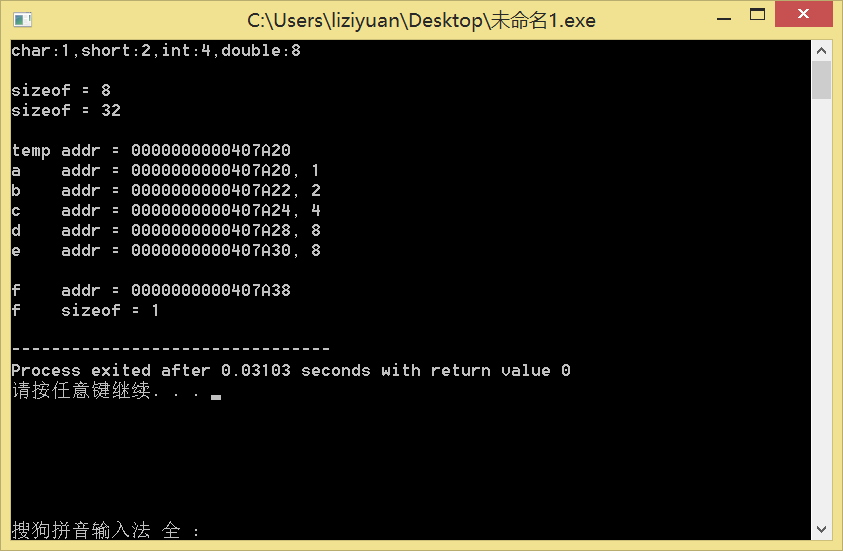 C:\Users\liziyuan\Desktop\未命名1.exe
char:1,short:2,int:4,double:8
sizeof = 8
sizeof = 32
temp addr = 0000000000407A20
a    addr = 0000000000407A20, 1
b    addr = 0000000000407A22, 2
c    addr = 0000000000407A24, 4
d    addr = 0000000000407A28, 8
e    addr = 0000000000407A30, 8
f    addr = 0000000000407A38
f    sizeof = 1
--------------------------------
Process exited after 0.03103 seconds with return value 0
请按任意键继续. . .
搜狗拼音输入法 全 :